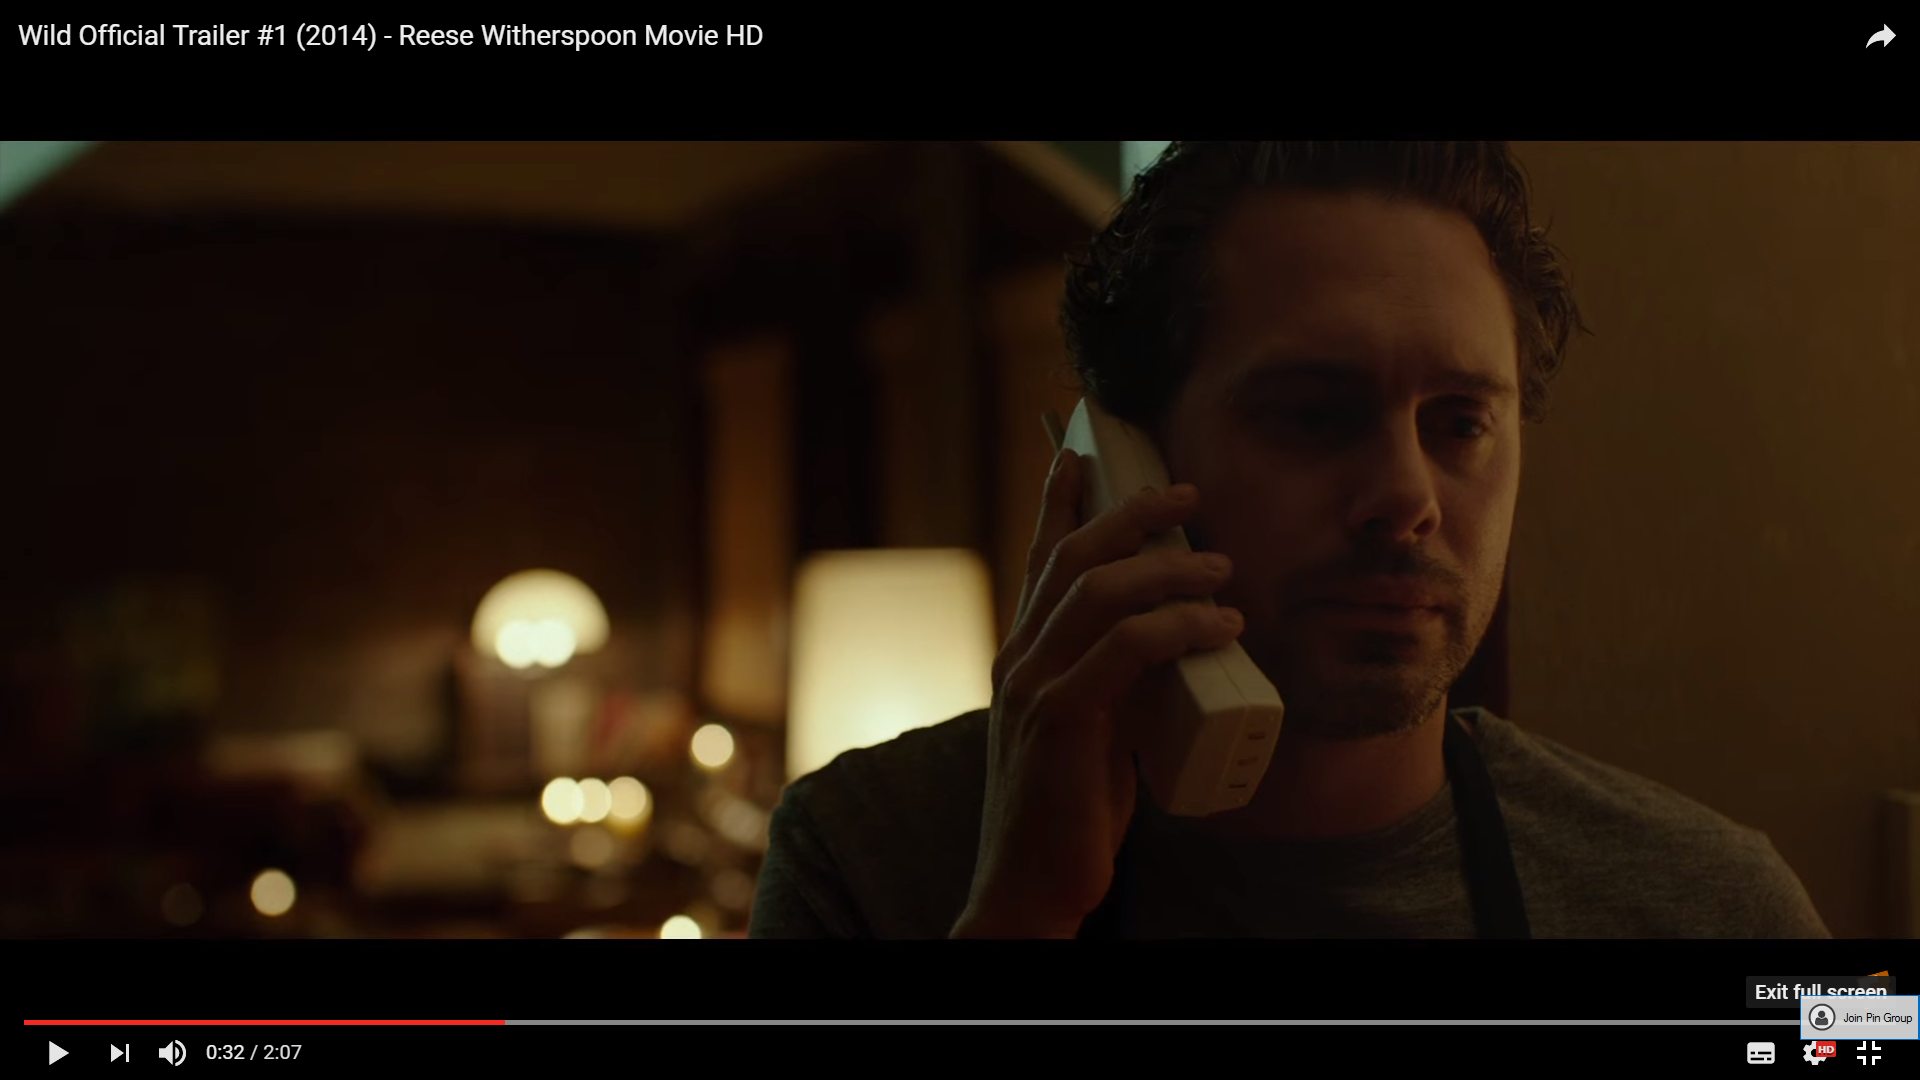 Wild Official Trailer #1 (2014) - Reese Witherspoon Movie HD
Exit full screen
Join Pin Group
0:32 / 2:07
HD